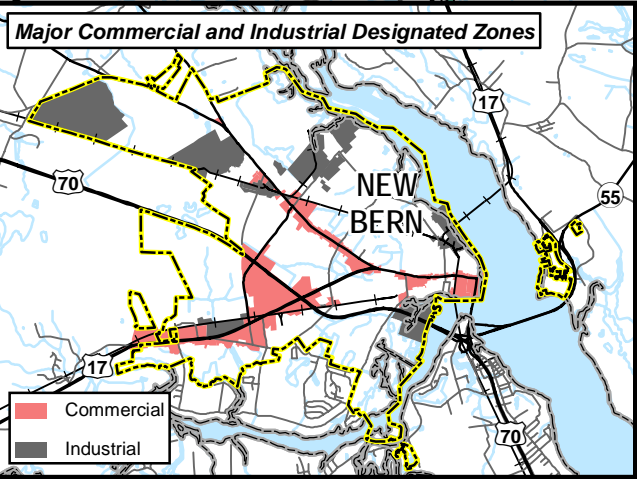 Major Commercial and Industrial Designated Zones
17
70
55
NEW
BERN
17
70
Commercial
Industrial